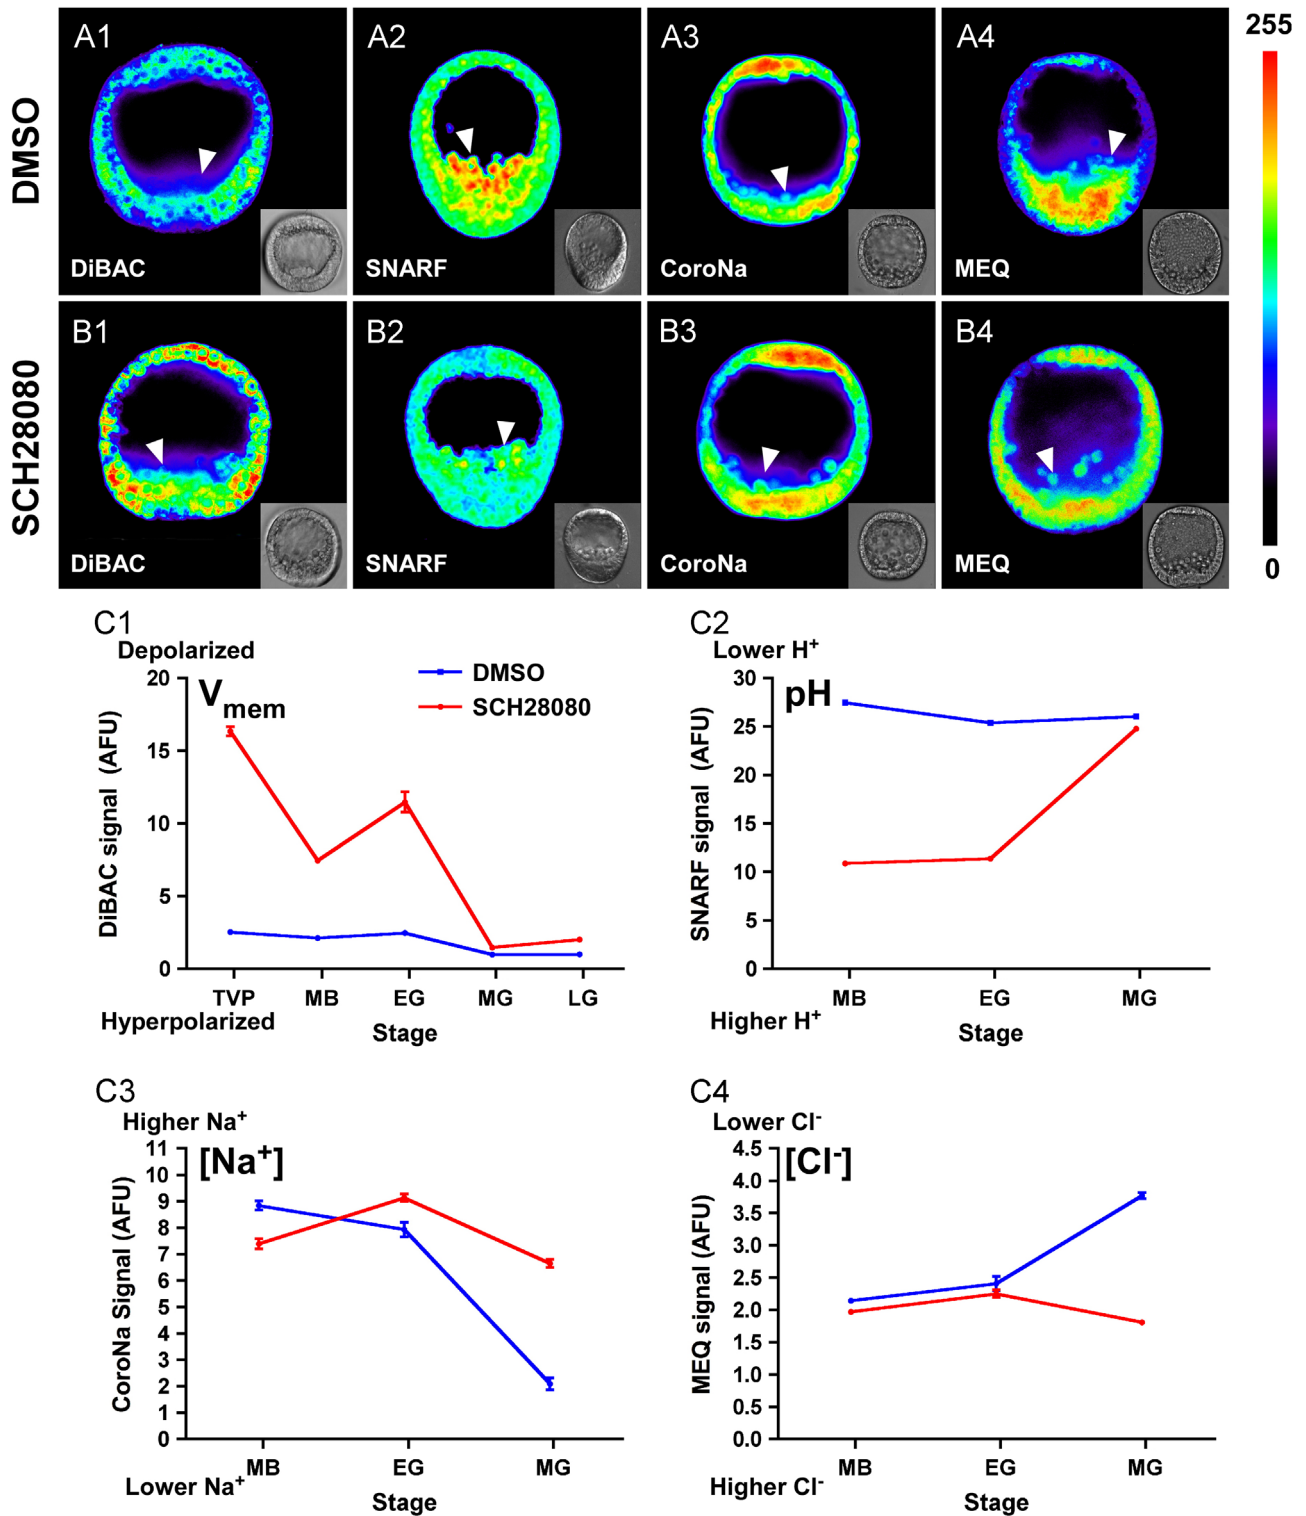 A1
A2
A3
A4
255
DMSO
DiBAC
SNARF
CoroNa
MEQ
B1
B2
B3
B4
SCH28080
DiBAC
SNARF
CoroNa
MEQ
0
C1
Depolarized
Vmem
DMSO
SCH28080
DiBAC signal (AFU)
20
15
10
5
0
TVP MB EG MG LG
Hyperpolarized
Stage
C2
Lower H+
pH
SNARF signal (AFU)
30
25
20
15
10
5
0
MB EG MG
Higher H+
Stage
C3
Higher Na+
[Na+]
CoroNa Signal (AFU)
11
10
9
8
7
6
5
4
3
2
1
0
MB EG MG
Lower Na+
Stage
C4
Lower Cl-
[Cl-]
MEQ signal (AFU)
4.5
4.0
3.5
3.0
2.5
2.0
1.5
1.0
0.5
0.0
MB EG MG
Higher Cl-
Stage